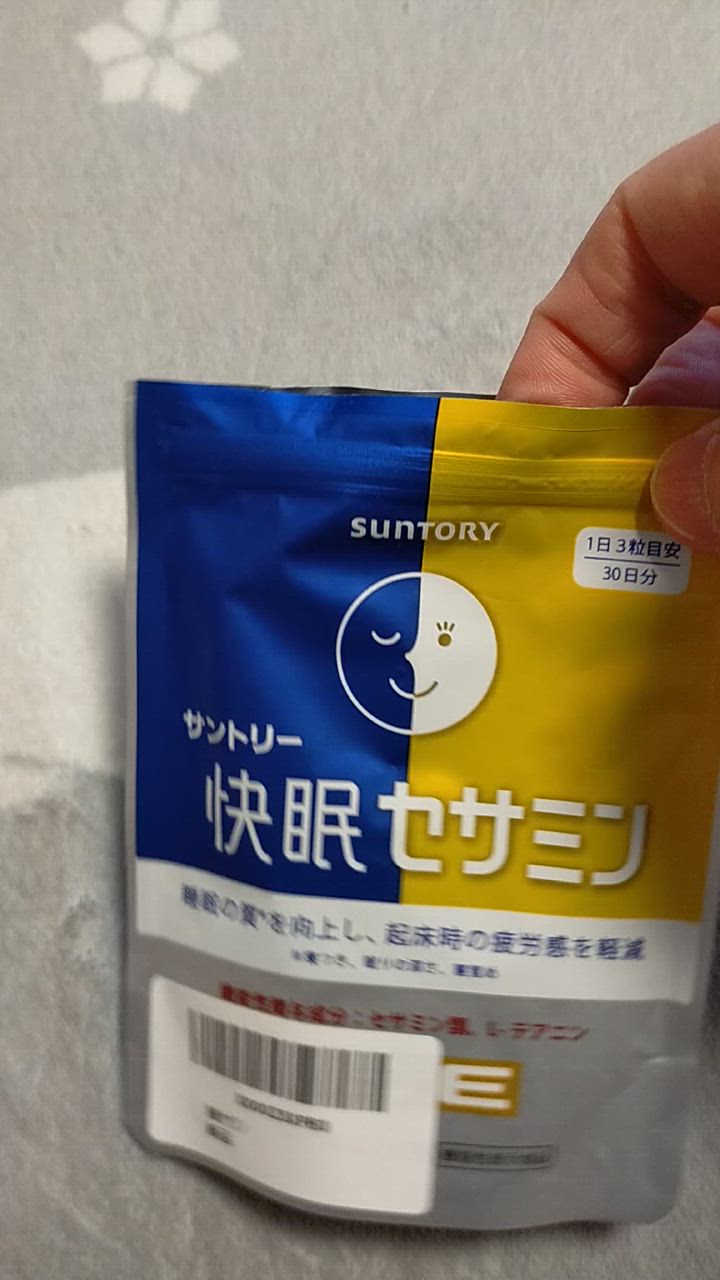 SUNTORY
1日3粒目安
30日分
サントリー
快眠セサミン
睡眠の質*を向上し、起床時の疲労感を軽減
機能性関与成分:セサミン類、L-テアニン
E